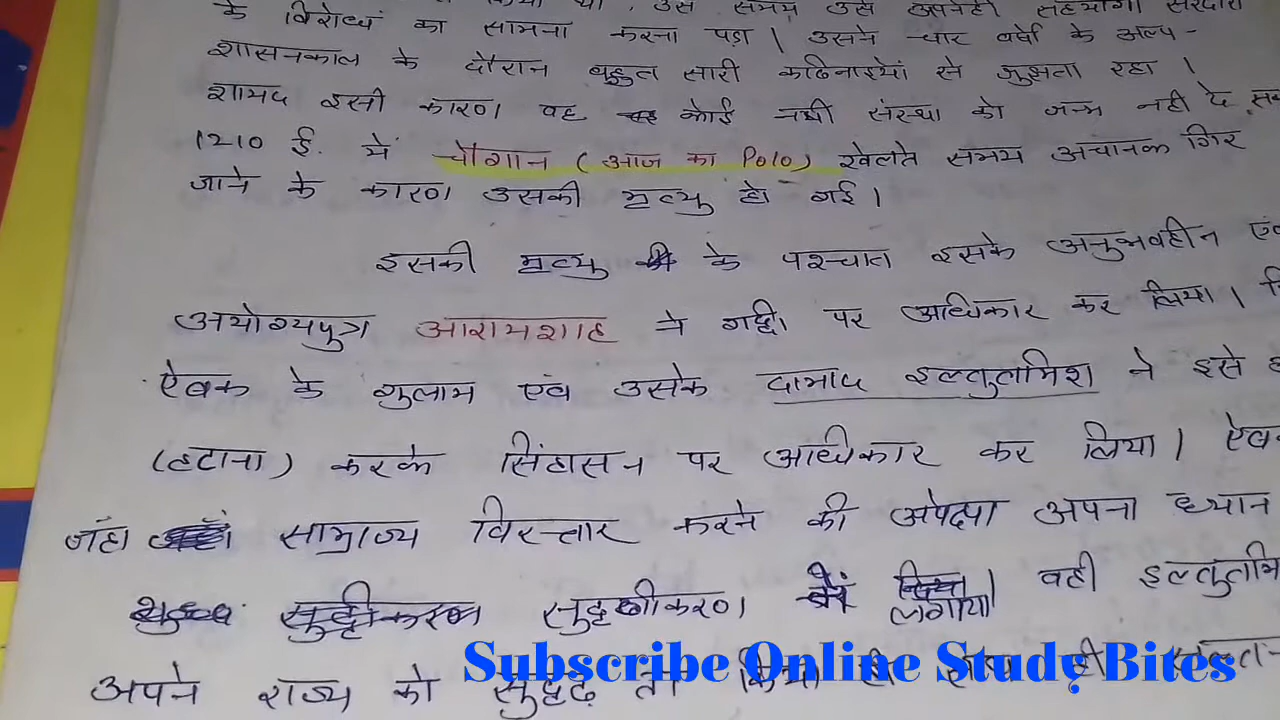 के विरोध का सामना करना पड़ा । उसने चार वर्षों के अल्प -
शासनकाल के दौरान बहुत सारी कठिनाइयों से जुझता रहा ।
शायद इसी कारण वह कोई नयी संस्था को जन्म नही दे
1210 ई. में चौगान ( आज का Polo) खेलते समय अचानक गिर
जाने के कारण उसकी मृत्यु हो गई ।
इसकी मृत्यु के पश्चात इसके अनुभवहीन
अयोग्यपुत्र आरामशाह ने गद्दी पर अधिकार कर लिया ।
ऐबक के गुलाम एवं उसके दामाद इल्तुतमिश ने इसे
(हटाना) करके सिंहासन पर अधिकार कर लिया ।
जहाँ साम्राज्य विस्तार करने की अपेक्षा अपना ध्यान
सुदृढ़ीकरण में लगाया। वही
अपने राज्य को सुदृढ़ तो किया ही
Subscribe Online Study Bites